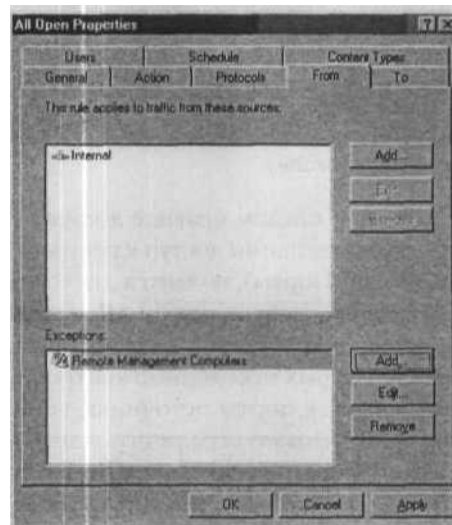 All Open Properties
Users Schedule Content Types
General Action Protocols From To
This rule applies to traffic from these sources:
Internal
Add...
Exceptions:
Remote Management Computers
Add...
Edit...
Remove
OK Cancel Apply